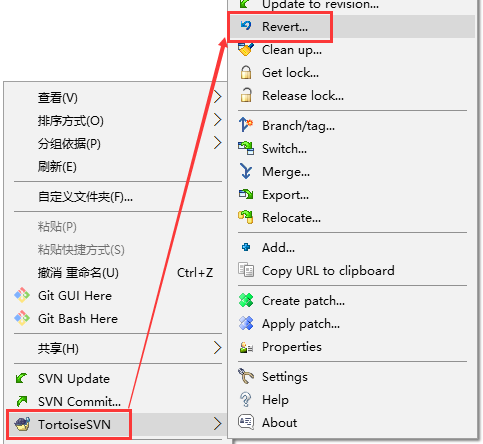 查看(V)
排序方式(O)
分组依据(P)
刷新(E)
自定义文件夹(F)...
粘贴(P)
粘贴快捷方式(S)
撤消 重命名(U) Ctrl+Z
Git GUI Here
Git Bash Here
共享(H)
SVN Update
SVN Commit...
TortoiseSVN
Update to revision...
Revert...
Clean up...
Get lock...
Release lock...
Branch/tag...
Switch...
Merge...
Export...
Relocate...
Add...
Copy URL to clipboard
Create patch...
Apply patch...
Properties
Settings
Help
About